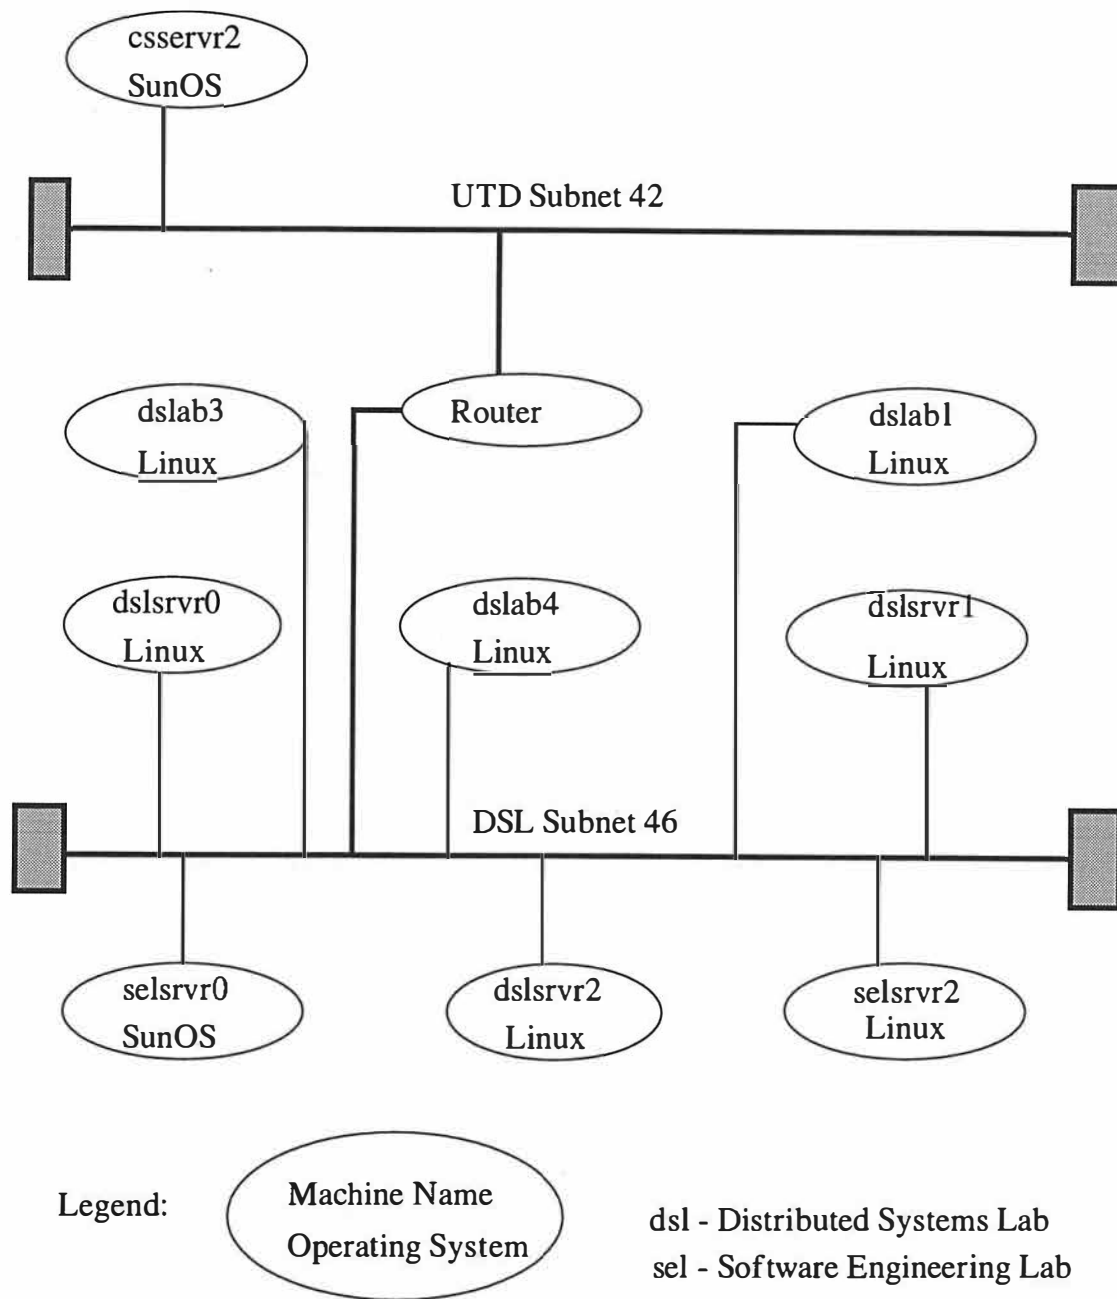 csservr2
SunOS
UTD Subnet 42
dslab3
Linux
Router
dslab1
Linux
dslsrvr0
Linux
dslab4
Linux
dslsrvr1
Linux
DSL Subnet 46
selsrvr0
SunOS
dslsrvr2
Linux
selsrvr2
Linux
Legend:
Machine Name
Operating System
dsl - Distributed Systems Lab
sel - Software Engineering Lab